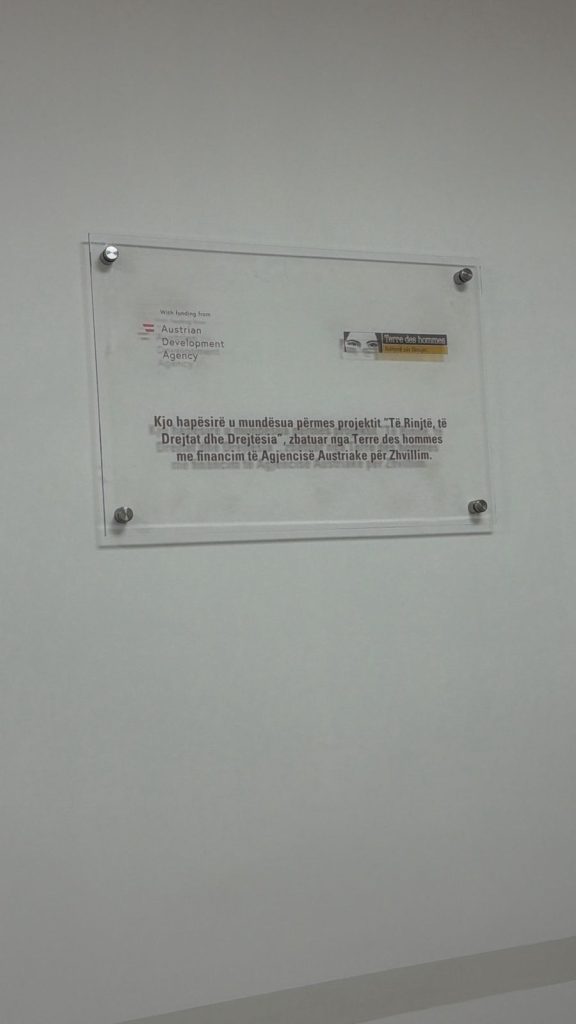 With funding from
Austrian
Development
Agency
Terre des hommes
Kjo hapësirë u mundësua përmes projektit "Të Rinjtë, të
Drejtat dhe Drejtësia", zbatuar nga Terre des hommes
me financim të Agjencisë Austriake për Zhvillim.